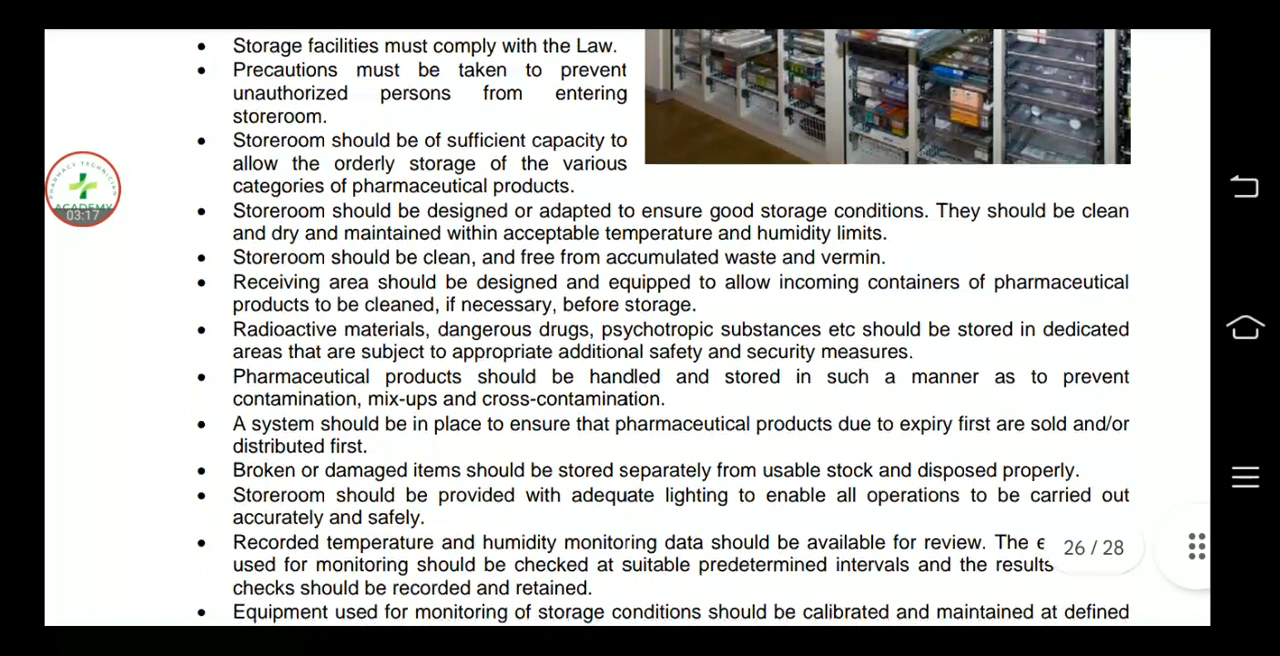 • Storage facilities must comply with the Law.
• Precautions must be taken to prevent
unauthorized persons from entering
storeroom.
• Storeroom should be of sufficient capacity to
allow the orderly storage of the various
categories of pharmaceutical products.
PHARMACY TECHNICIAN
ACADEMY
03:17
• Storeroom should be designed or adapted to ensure good storage conditions. They should be clean
and dry and maintained within acceptable temperature and humidity limits.
• Storeroom should be clean, and free from accumulated waste and vermin.
• Receiving area should be designed and equipped to allow incoming containers of pharmaceutical
products to be cleaned, if necessary, before storage.
• Radioactive materials, dangerous drugs, psychotropic substances etc should be stored in dedicated
areas that are subject to appropriate additional safety and security measures.
• Pharmaceutical products should be handled and stored in such a manner as to prevent
contamination, mix-ups and cross-contamination.
• A system should be in place to ensure that pharmaceutical products due to expiry first are sold and/or
distributed first.
• Broken or damaged items should be stored separately from usable stock and disposed properly.
• Storeroom should be provided with adequate lighting to enable all operations to be carried out
accurately and safely.
• Recorded temperature and humidity monitoring data should be available for review. The
used for monitoring should be checked at suitable predetermined intervals and the results
checks should be recorded and retained.
26 / 28
• Equipment used for monitoring of storage conditions should be calibrated and maintained at defined